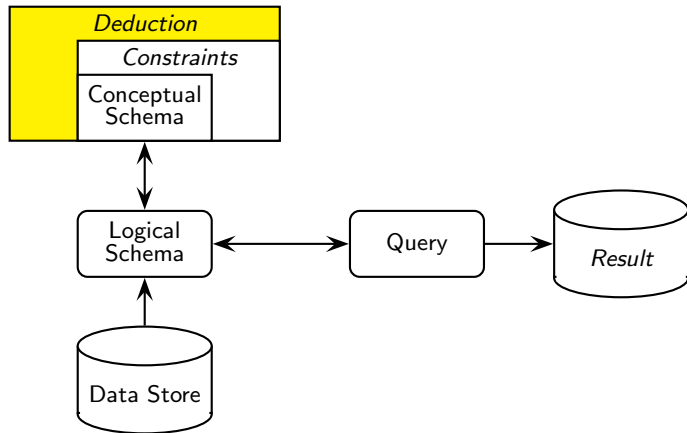 Deduction
Constraints
Conceptual
Schema
Logical
Schema
Query
Result
Data Store